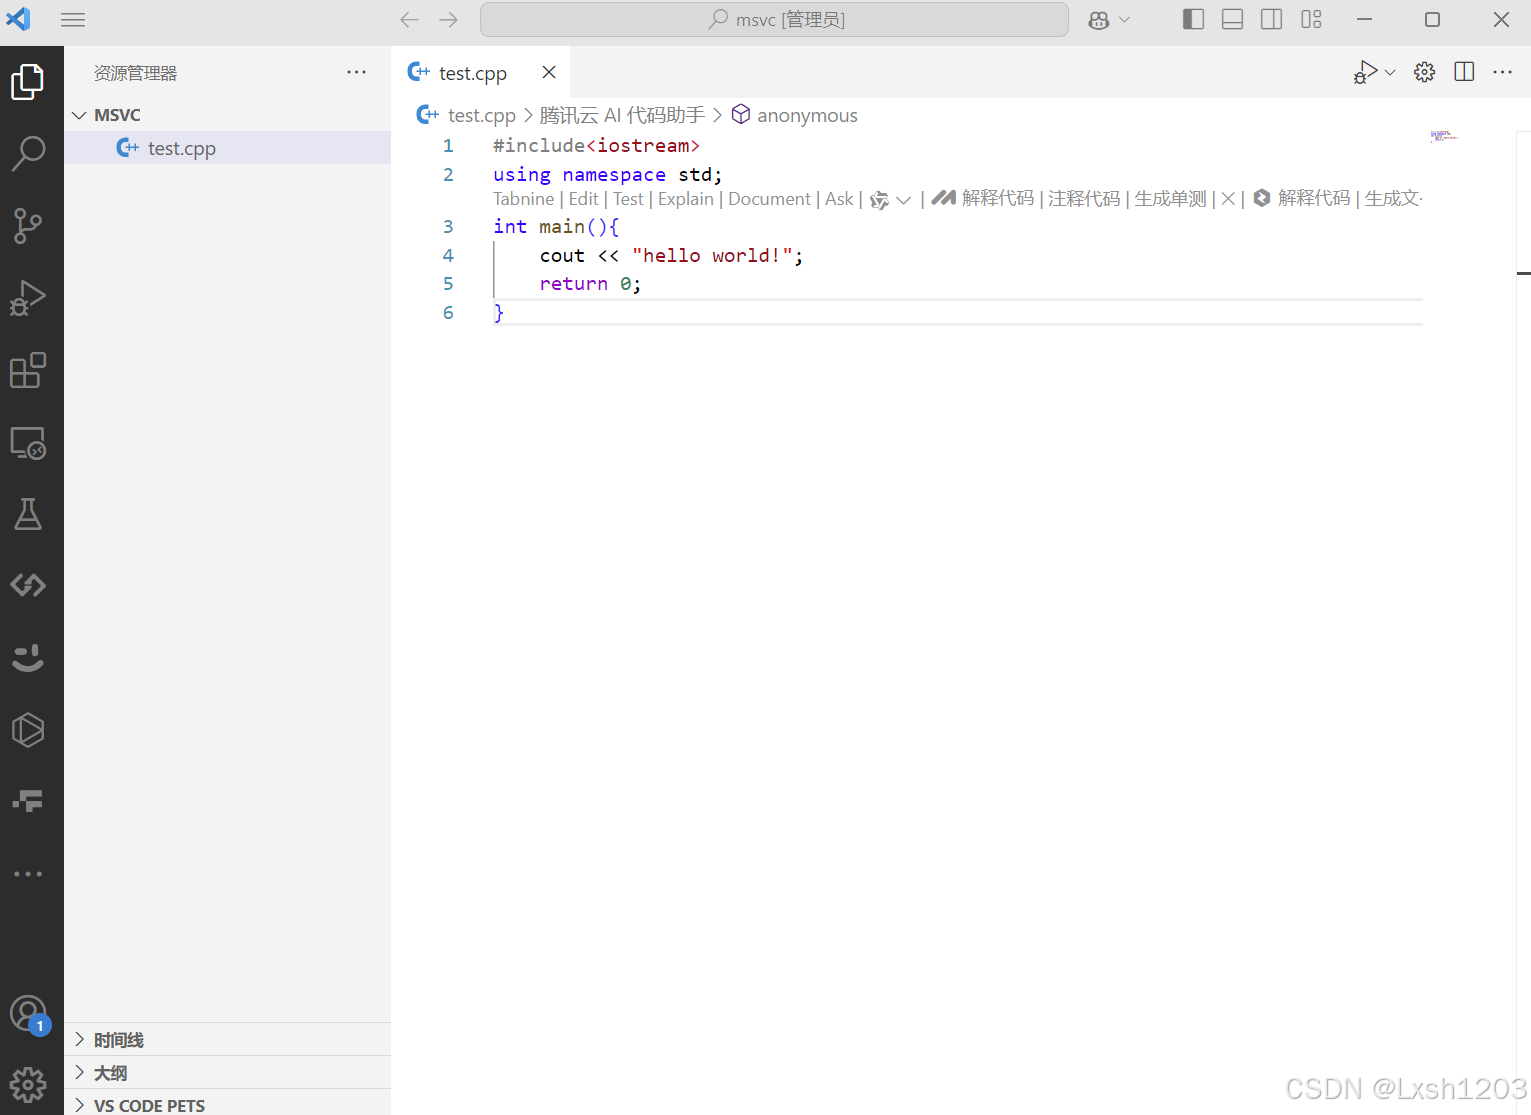 msvc [管理员]
资源管理器
test.cpp
MSVC
test.cpp
test.cpp > 腾讯云 AI 代码助手 > anonymous
1 #include<iostream>
2 using namespace std;
Tabnine | Edit | Test | Explain | Document | Ask | | 解释代码 | 注释代码 | 生成单测 | × | 解释代码 | 生成文
3 int main(){
4 cout << "hello world!";
5 return 0;
6 }
1
时间线
大纲
VS CODE PETS
CSDN @Lxsh1203